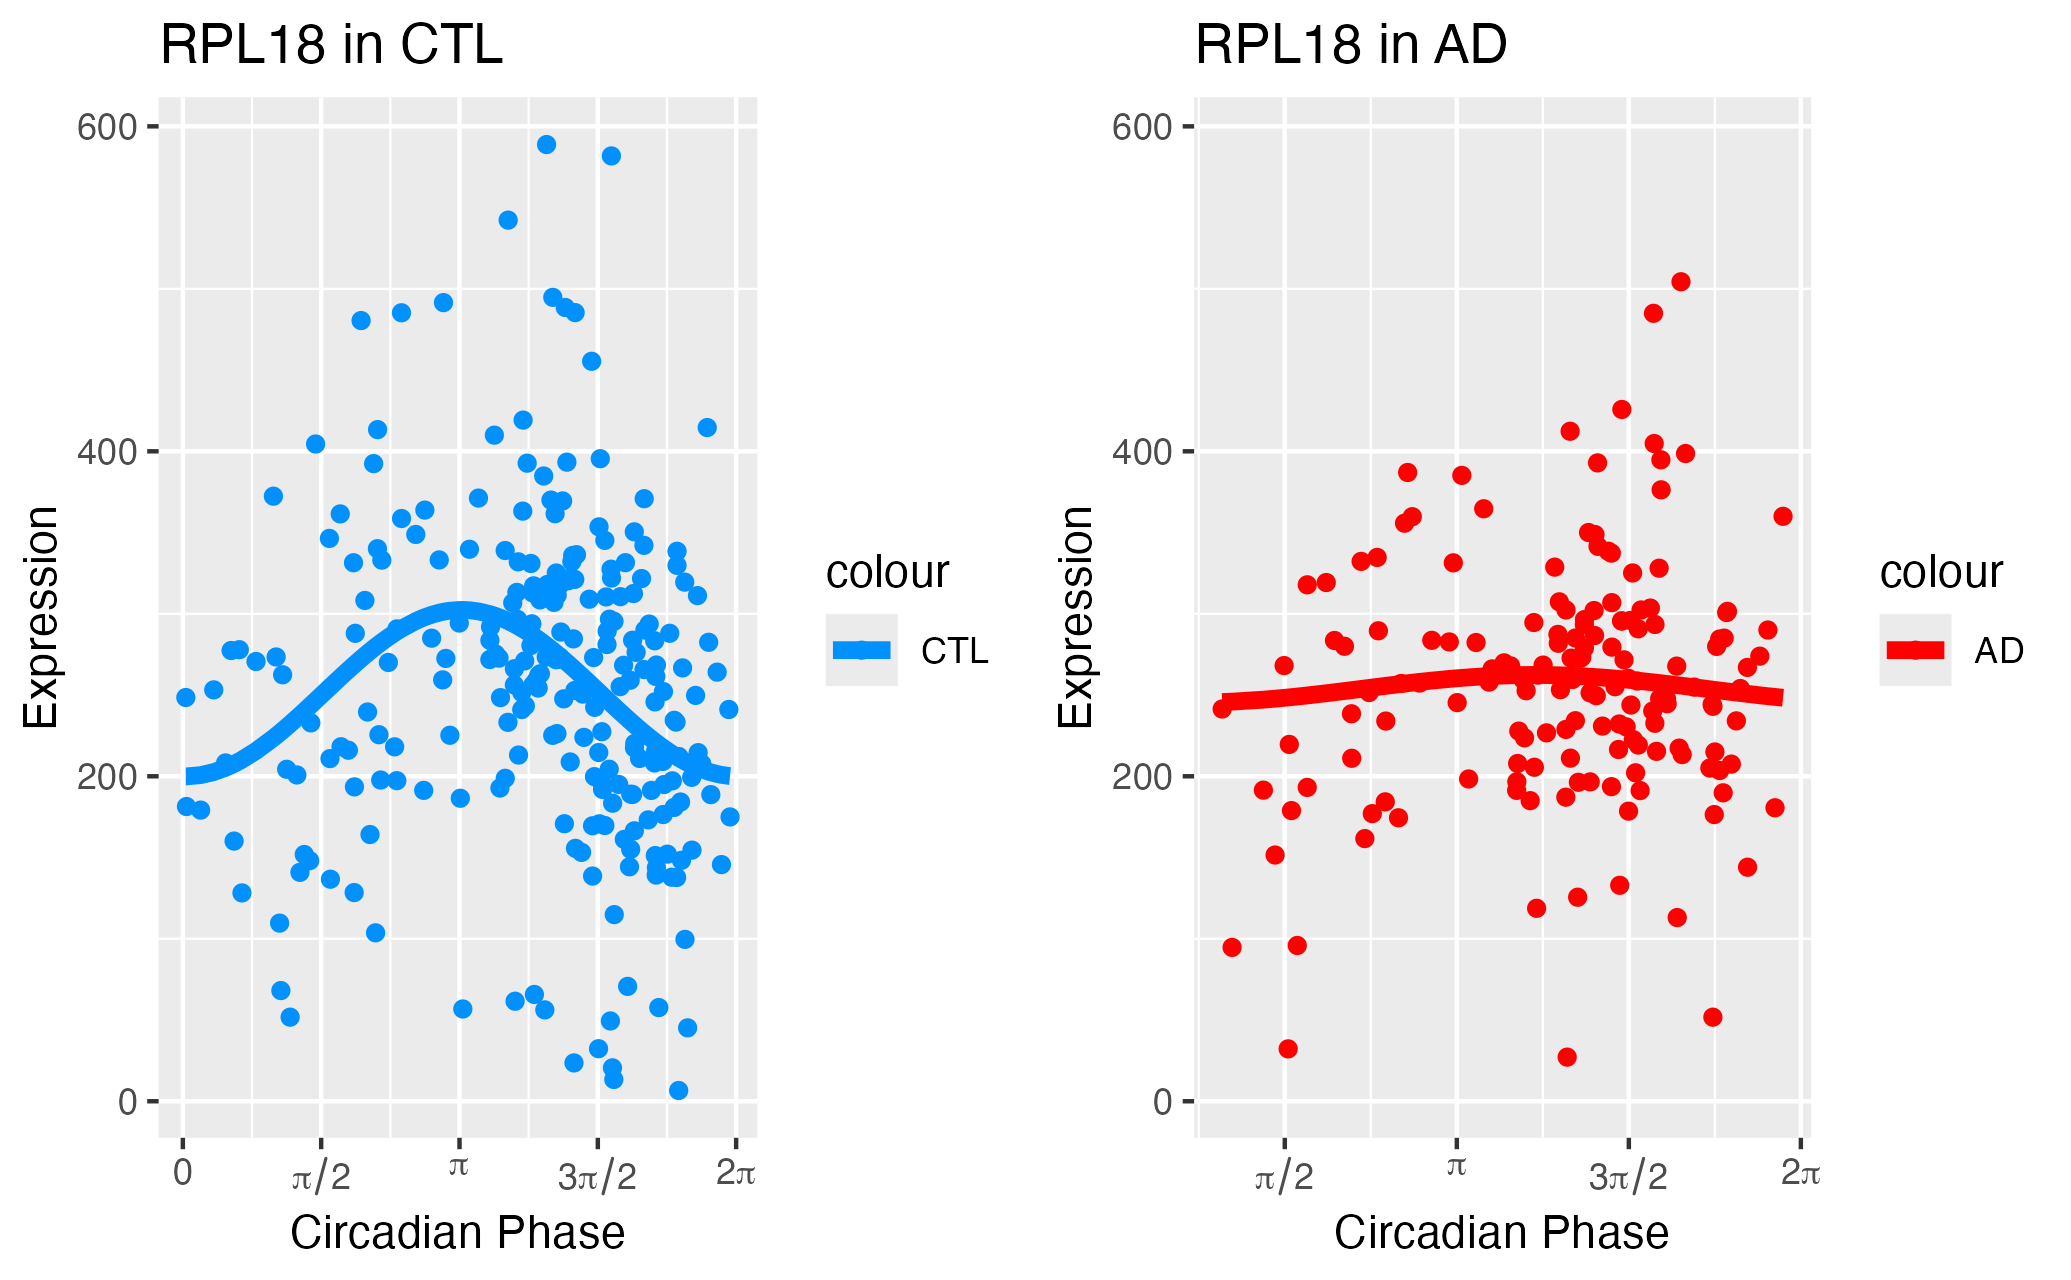 RPL18 in CTL
600
400
200
0
Expression
0
π/2
π
3π/2
2π
Circadian Phase
colour
CTL
RPL18 in AD
600
400
200
0
Expression
π/2
π
3π/2
2π
Circadian Phase
colour
AD